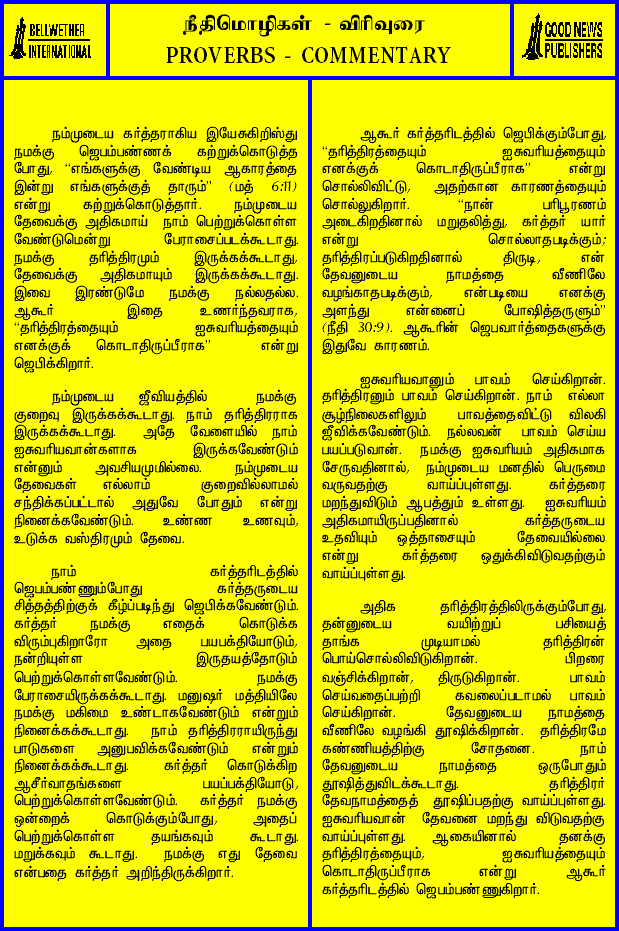 BELLWETHER
INTERNATIONAL
நீதிமொழிகள் - விரிவுரை
PROVERBS - COMMENTARY
GOOD NEWS
PUBLISHERS
நம்முடைய கர்த்தராகிய இயேசுகிறிஸ்து
நமக்கு ஜெபம்பண்ணக் கற்றுக்கொடுத்த
போது, “எங்களுக்கு வேண்டிய ஆகாரத்தை
இன்று எங்களுக்குத் தாரும்” (மத் 6:11)
என்று கற்றுக்கொடுத்தார். நம்முடைய
தேவைக்கு அதிகமாய் நாம் பெற்றுக்கொள்ள
வேண்டுமென்று பேராசைப்படக்கூடாது.
நமக்கு தரித்திரமும் இருக்கக்கூடாது,
தேவைக்கு அதிகமாயும் இருக்கக்கூடாது.
இவை இரண்டுமே நமக்கு நல்லதல்ல.
ஆகூர் இதை உணர்ந்தவராக,
“தரித்திரத்தையும் ஐசுவரியத்தையும்
எனக்குக் கொடாதிருப்பீராக” என்று
ஜெபிக்கிறார்.
நம்முடைய ஜீவியத்தில் நமக்கு
குறைவு இருக்கக்கூடாது. நாம் தரித்திரராக
இருக்கக்கூடாது. அதே வேளையில் நாம்
ஐசுவரியவான்களாக இருக்கவேண்டும்
என்னும் அவசியமுமில்லை. நம்முடைய
தேவைகள் எல்லாம் குறைவில்லாமல்
சந்திக்கப்பட்டால் அதுவே போதும் என்று
நினைக்கவேண்டும். உண்ண உணவும்,
உடுக்க வஸ்திரமும் தேவை.
நாம் கர்த்தரிடத்தில்
ஜெபம்பண்ணும்போது கர்த்தருடைய
சித்தத்திற்குக் கீழ்ப்படிந்து ஜெபிக்கவேண்டும்.
கர்த்தர் நமக்கு எதைக் கொடுக்க
விரும்புகிறாரோ அதை பயபக்தியோடும்,
நன்றியுள்ள இருதயத்தோடும்
பெற்றுக்கொள்ளவேண்டும். நமக்கு
பேராசையிருக்கக்கூடாது. மனுஷர் மத்தியிலே
நமக்கு மகிமை உண்டாகவேண்டும் என்றும்
நினைக்கக்கூடாது. நாம் தரித்திரராயிருந்து
பாடுகளை அனுபவிக்கவேண்டும் என்றும்
நினைக்கக்கூடாது. கர்த்தர் கொடுக்கிற
ஆசீர்வாதங்களை பயப்பக்தியோடு,
பெற்றுக்கொள்ளவேண்டும். கர்த்தர் நமக்கு
ஒன்றைக் கொடுக்கும்போது, அதைப்
பெற்றுக்கொள்ள தயங்கவும் கூடாது.
மறுக்கவும் கூடாது. நமக்கு எது தேவை
என்பதை கர்த்தர் அறிந்திருக்கிறார்.
ஆகூர் கர்த்தரிடத்தில் ஜெபிக்கும்போது,
“தரித்திரத்தையும் ஐசுவரியத்தையும்
எனக்குக் கொடாதிருப்பீராக” என்று
சொல்லிவிட்டு, அதற்கான காரணத்தையும்
சொல்லுகிறார். “நான் பரிபூரணம்
அடைகிறதினால் மறுதலித்து, கர்த்தர் யார்
என்று சொல்லாதபடிக்கும்;
தரித்திரப்படுகிறதினால் திருடி, என்
தேவனுடைய நாமத்தை வீணிலே
வழங்காதபடிக்கும், என்படியை எனக்கு
அளந்து என்னைப் போஷித்தருளும்”
(நீதி 30:9). ஆகூரின் ஜெபவார்த்தைகளுக்கு
இதுவே காரணம்.
ஐசுவரியவானும் பாவம் செய்கிறான்.
தரித்திரனும் பாவம் செய்கிறான். நாம் எல்லா
சூழ்நிலைகளிலும் பாவத்தைவிட்டு விலகி
ஜீவிக்கவேண்டும். நல்லவன் பாவம் செய்ய
பயப்படுவான். நமக்கு ஐசுவரியம் அதிகமாக
சேருவதினால், நம்முடைய மனதில் பெருமை
வருவதற்கு வாய்ப்புள்ளது. கர்த்தரை
மறந்துவிடும் ஆபத்தும் உள்ளது. ஐசுவரியம்
அதிகமாயிருப்பதினால் கர்த்தருடைய
உதவியும் ஒத்தாசையும் தேவையில்லை
என்று கர்த்தரை ஒதுக்கிவிடுவதற்கும்
வாய்ப்புள்ளது.
அதிக தரித்திரத்திலிருக்கும்போது,
தன்னுடைய வயிற்றுப் பசியைத்
தாங்க முடியாமல் தரித்திரன்
பொய்சொல்லிவிடுகிறான். பிறரை
வஞ்சிக்கிறான், திருடுகிறான். பாவம்
செய்வதைப்பற்றி கவலைப்படாமல் பாவம்
செய்கிறான். தேவனுடைய நாமத்தை
வீணிலே வழங்கி தூஷிக்கிறான். தரித்திரமே
கண்ணியத்திற்கு சோதனை. நாம்
தேவனுடைய நாமத்தை ஒருபோதும்
தூஷித்துவிடக்கூடாது. தரித்திரர்
தேவநாமத்தைத் தூஷிப்பதற்கு வாய்ப்புள்ளது.
ஐசுவரியவான் தேவனை மறந்து விடுவதற்கு
வாய்ப்புள்ளது. ஆகையினால் தனக்கு
தரித்திரத்தையும், ஐசுவரியத்தையும்
கொடாதிருப்பீராக என்று ஆகூர்
கர்த்தரிடத்தில் ஜெபம்பண்ணுகிறார்.